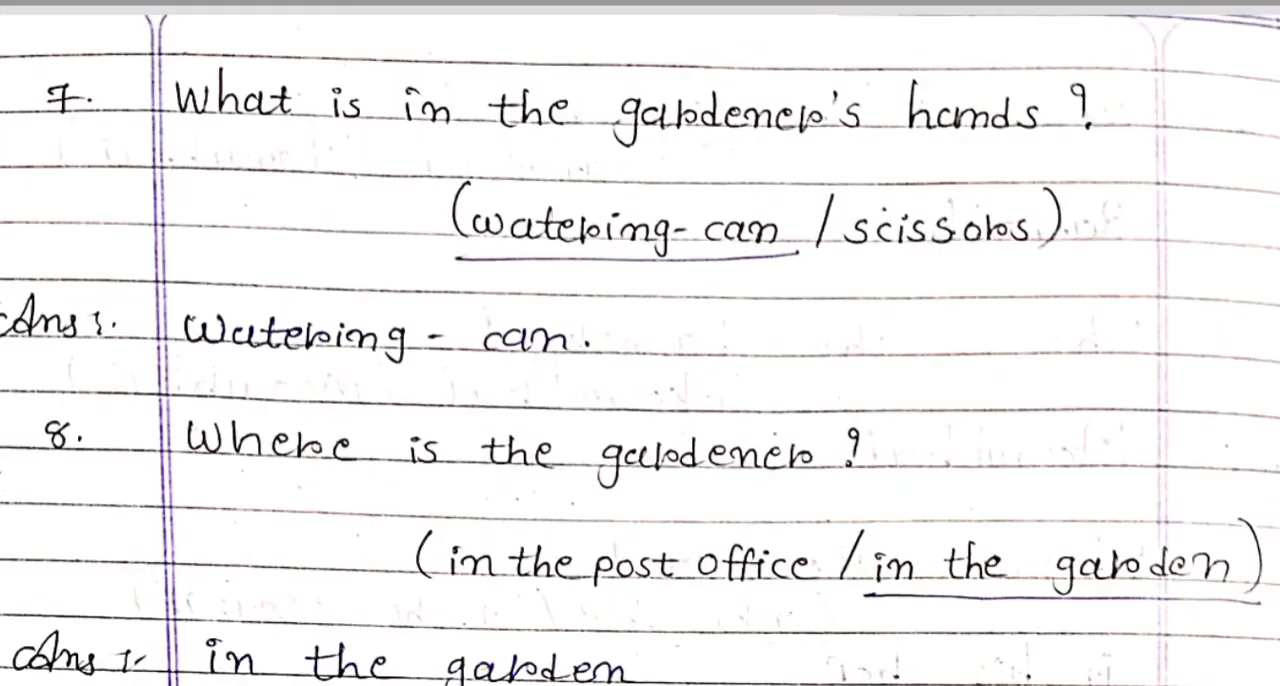 7. What is in the gardener's hands ?
(watering-can / scissors)
Ans :. Watering - can.
8. Where is the gardener ?
(in the post office / in the garden)
Ans :- in the garden